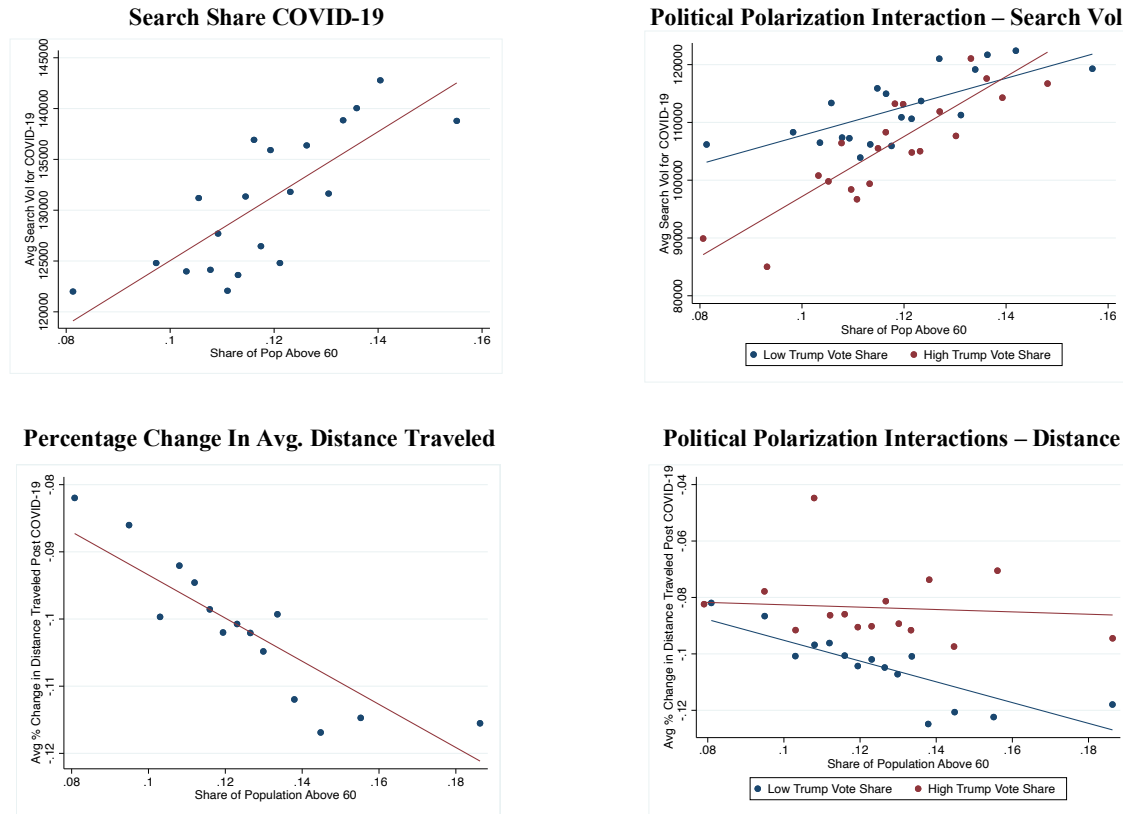 Search Share COVID-19
Avg Search Vol for COVID-19
145000
140000
135000
130000
125000
120000
.08 .1 .12 .14 .16
Share of Pop Above 60
Political Polarization Interaction – Search Vol
Avg Search Vol for COVID-19
120000
110000
100000
90000
80000
.08 .1 .12 .14 .16
Share of Pop Above 60
Low Trump Vote Share High Trump Vote Share
Percentage Change In Avg. Distance Traveled
Avg % Change in Distance Traveled Post COVID-19
-.08
-.09
-.1
-.11
-.12
.08 .1 .12 .14 .16 .18
Share of Population Above 60
Political Polarization Interactions – Distance
Avg % Change in Distance Traveled Post COVID-19
-.04
-.06
-.08
-.1
-.12
.08 .1 .12 .14 .16 .18
Share of Population Above 60
Low Trump Vote Share High Trump Vote Share